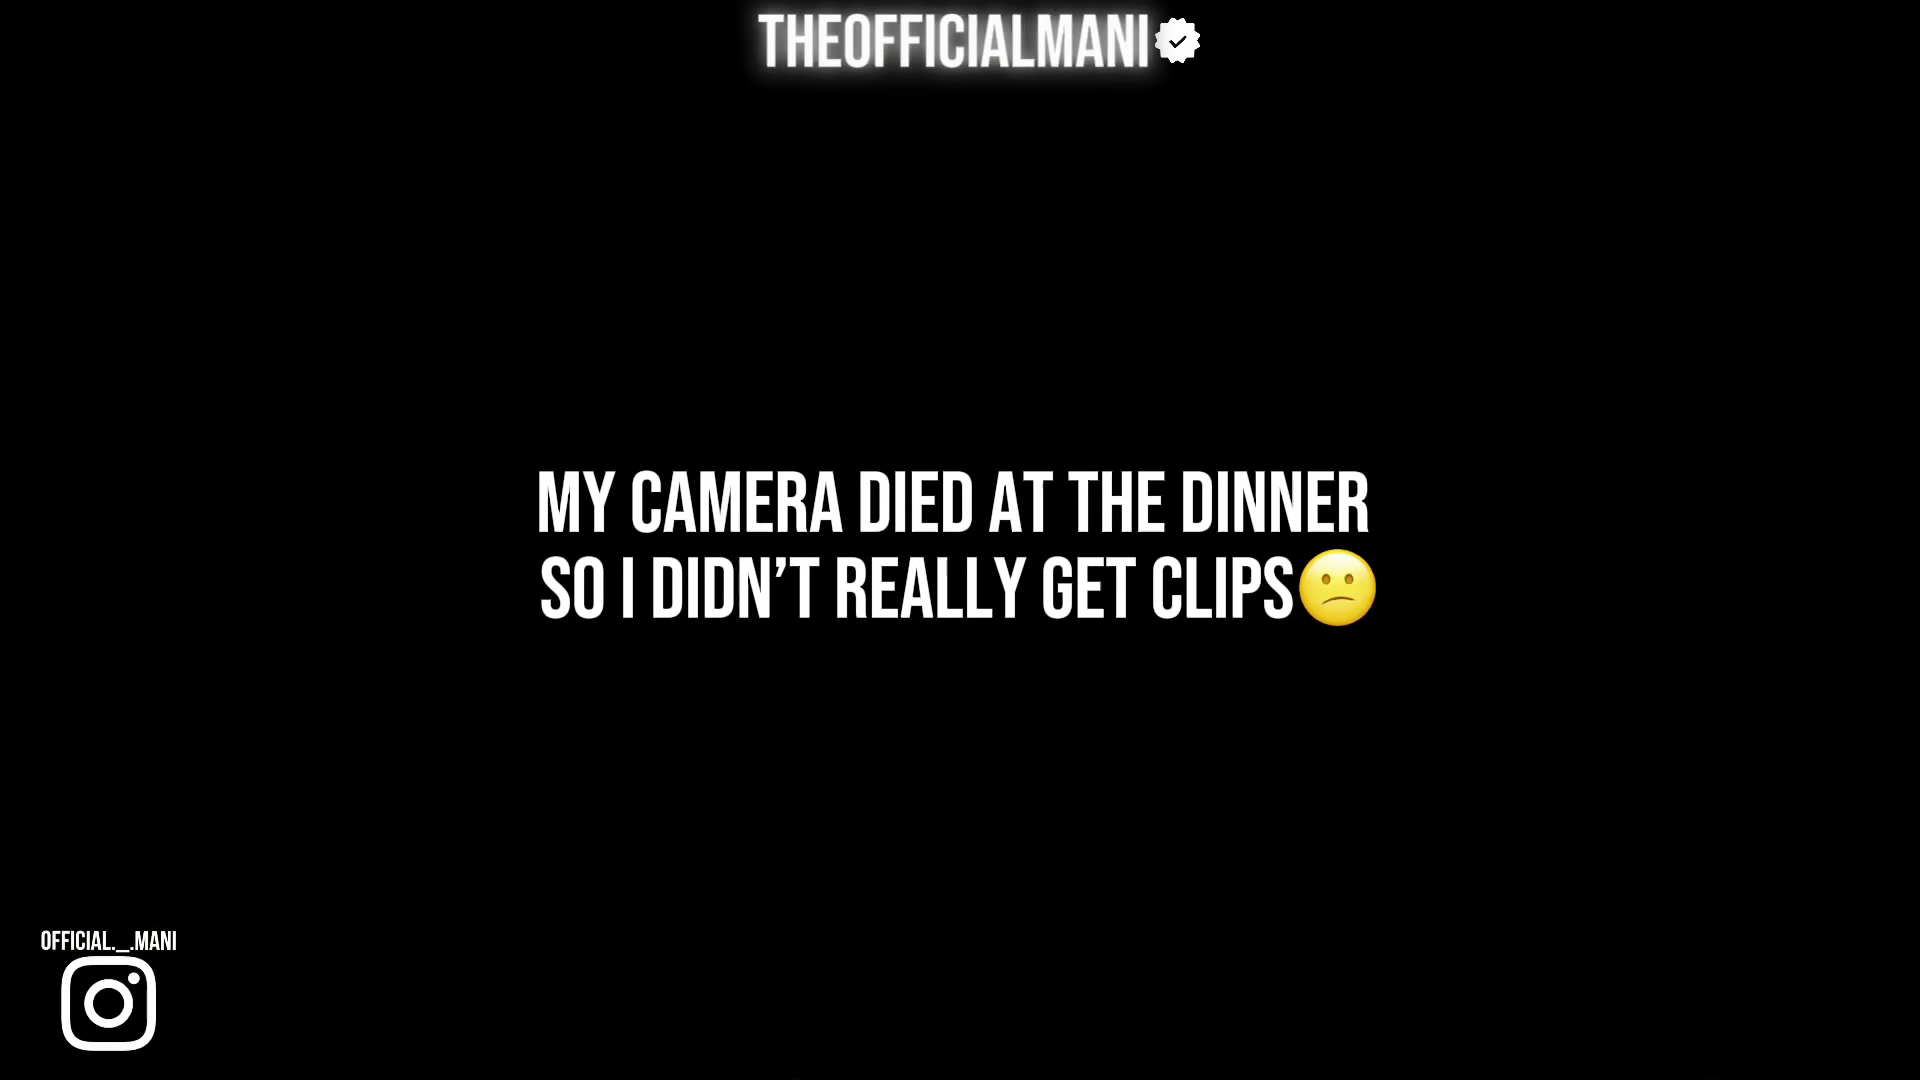 THEOFFICIALMANI
MY CAMERA DIED AT THE DINNER
SO I DIDN’T REALLY GET CLIPS😕
OFFICIAL._.MANI